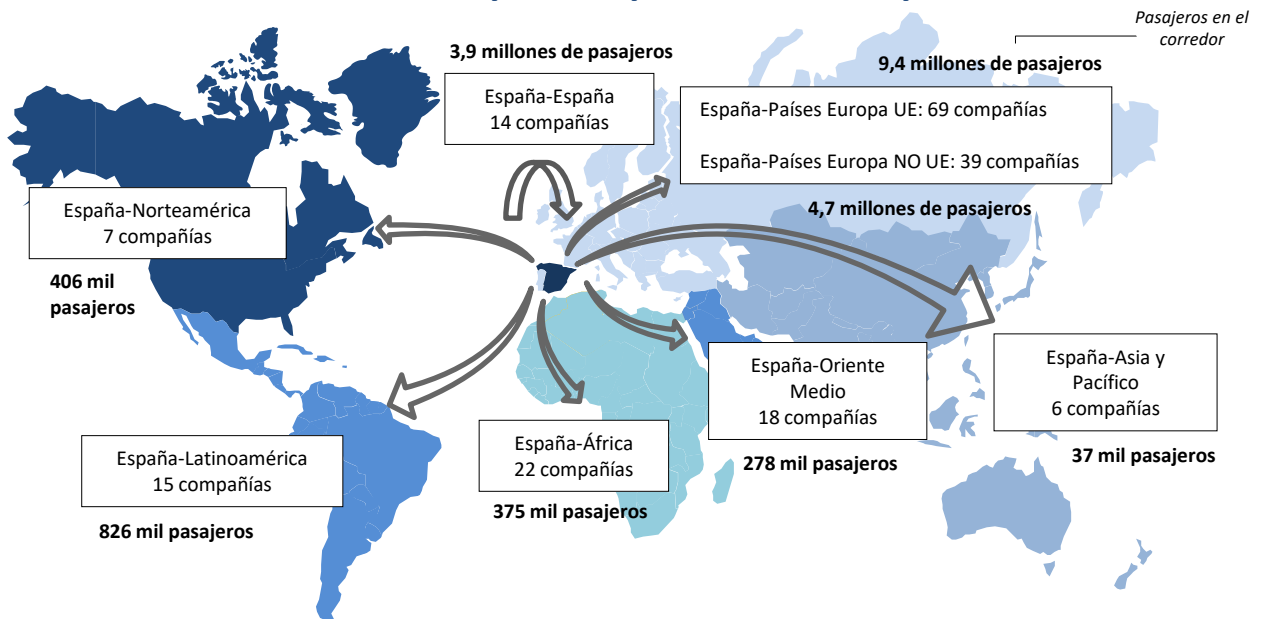 Pasajeros en el
corredor
3,9 millones de pasajeros
España-España
14 compañías
9,4 millones de pasajeros
España-Países Europa UE: 69 compañías
España-Países Europa NO UE: 39 compañías
4,7 millones de pasajeros
España-Norteamérica
7 compañías
406 mil
pasajeros
España-Oriente
Medio
18 compañías
278 mil pasajeros
España-Asia y
Pacífico
6 compañías
37 mil pasajeros
España-África
22 compañías
375 mil pasajeros
España-Latinoamérica
15 compañías
826 mil pasajeros